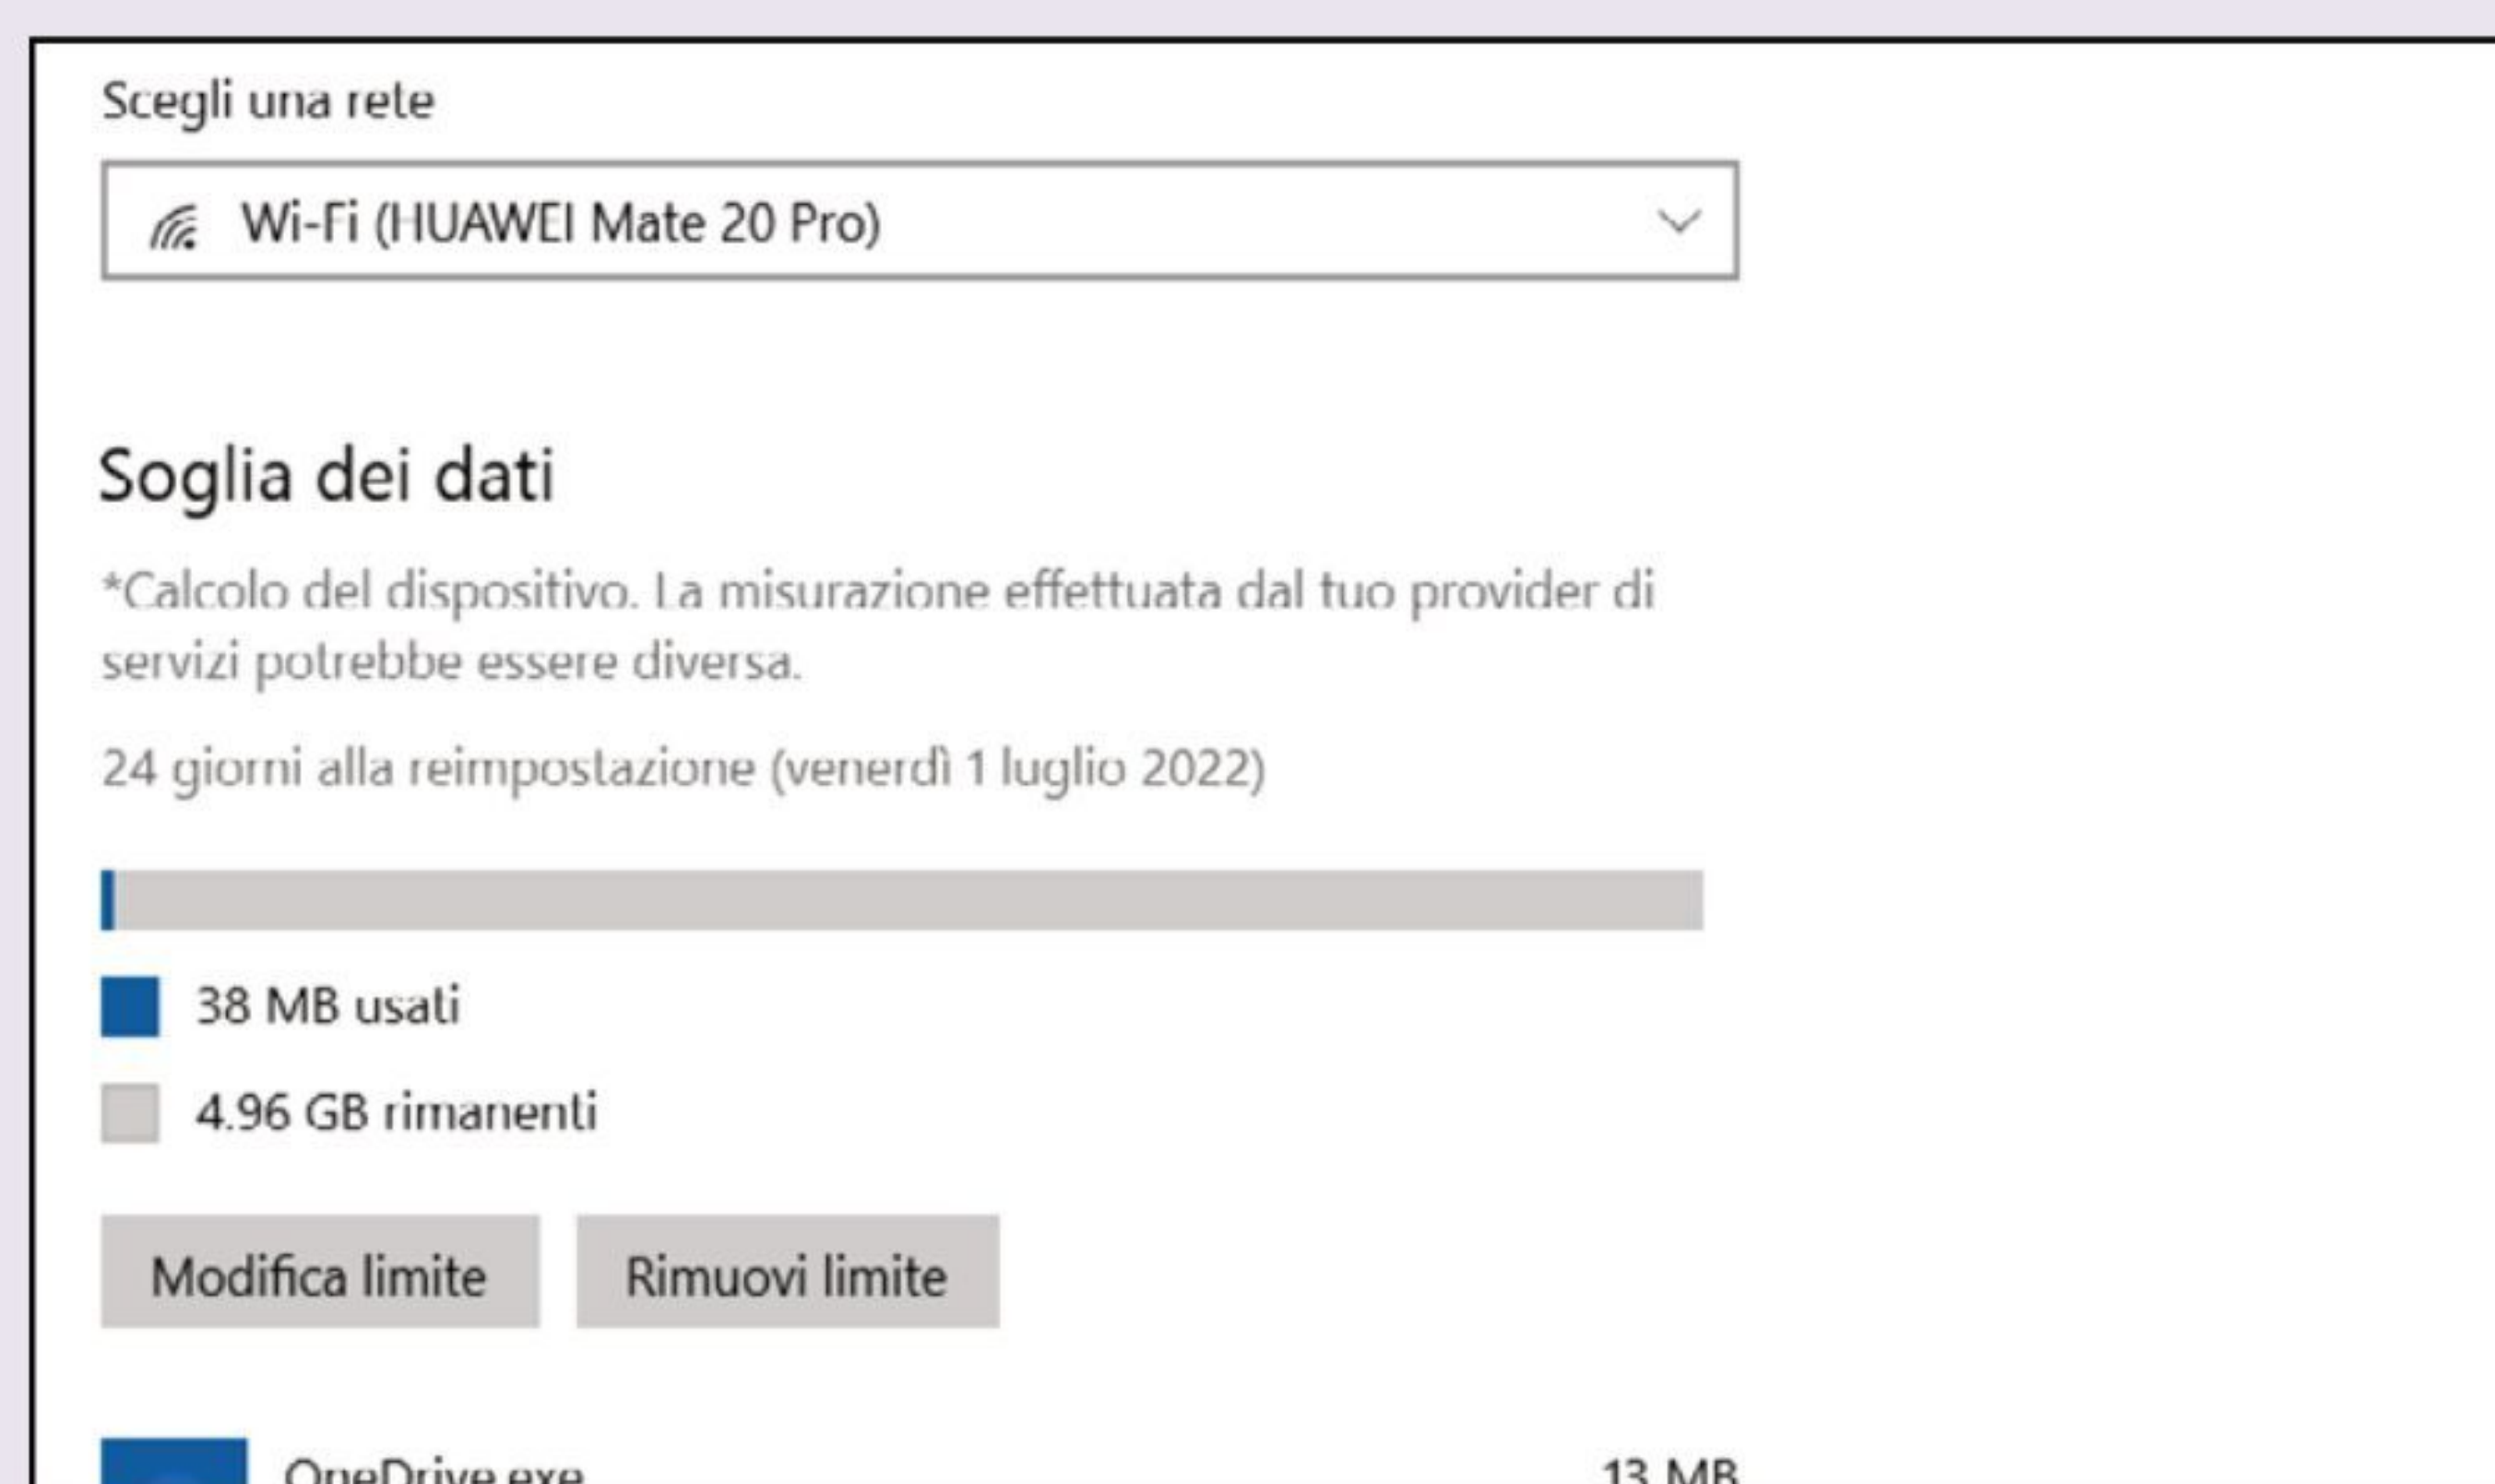 Scegli una rete
Wi-Fi (HUAWEI Mate 20 Pro)
Soglia dei dati
*Calcolo del dispositivo. La misurazione effettuata dal tuo provider di
servizi potrebbe essere diversa.
24 giorni alla reimpostazione (venerdì 1 luglio 2022)
38 MB usati
4.96 GB rimanenti
Modifica limite
Rimuovi limite
OneDrive.exe
13 MB